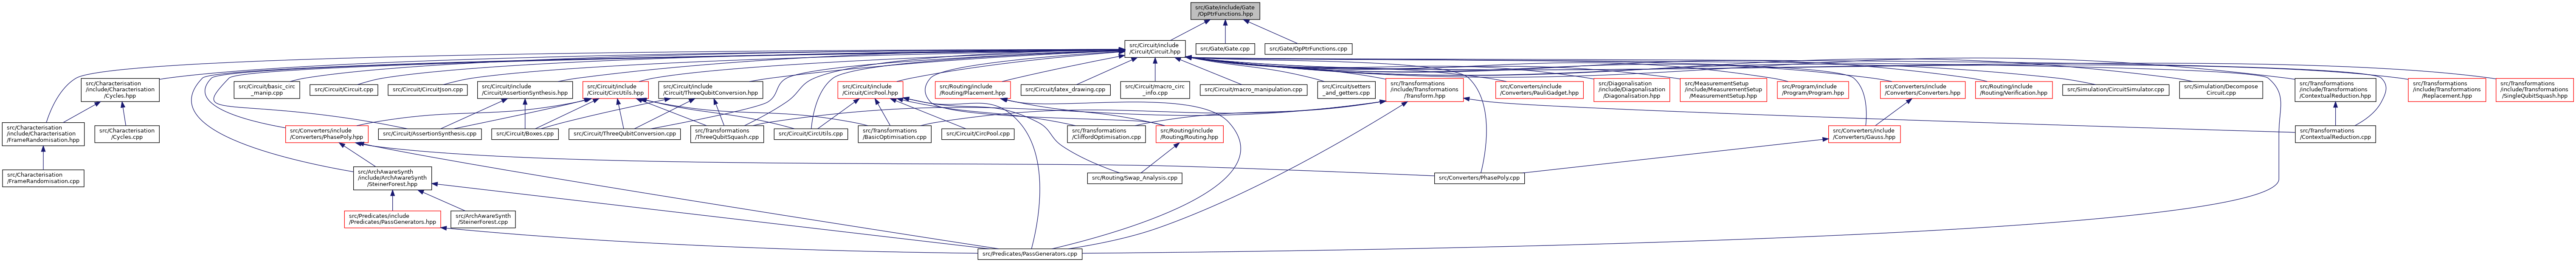 src/Gate/include/Gate
/OpPtrFunctions.hpp
src/Circuit/include
/Circuit/Circuit.hpp
src/Gate/Gate.cpp
src/Gate/OpPtrFunctions.cpp
src/Characterisation
/include/Characterisation
/Cycles.hpp
src/Circuit/basic_circ
_manip.cpp
src/Circuit/Circuit.cpp
src/Circuit/CircuitJson.cpp
src/Circuit/include
/Circuit/AssertionSynthesis.hpp
src/Circuit/include
/Circuit/CircUtils.hpp
src/Circuit/include
/Circuit/ThreeQubitConversion.hpp
src/Circuit/include
/Circuit/CircPool.hpp
src/Routing/include
/Routing/Placement.hpp
src/Circuit/latex_drawing.cpp
src/Circuit/macro_circ
_info.cpp
src/Circuit/macro_manipulation.cpp
src/Circuit/setters
_and_getters.cpp
src/Transformations
/include/Transformations
/Transform.hpp
src/Converters/include
/Converters/PauliGadget.hpp
src/Diagonalisation
/include/Diagonalisation
/Diagonalisation.hpp
src/MeasurementSetup
/include/MeasurementSetup
/MeasurementSetup.hpp
src/Program/include
/Program/Program.hpp
src/Converters/include
/Converters/Converters.hpp
src/Routing/include
/Routing/Verification.hpp
src/Simulation/CircuitSimulator.cpp
src/Simulation/Decompose
Circuit.cpp
src/Transformations
/include/Transformations
/ContextualReduction.hpp
src/Transformations
/include/Transformations
/Replacement.hpp
src/Transformations
/include/Transformations
/SingleQubitSquash.hpp
src/Characterisation
/include/Characterisation
/FrameRandomisation.hpp
src/Characterisation
/Cycles.cpp
src/Converters/include
/Converters/PhasePoly.hpp
src/Circuit/AssertionSynthesis.cpp
src/Circuit/Boxes.cpp
src/Circuit/ThreeQubitConversion.cpp
src/Transformations
/ThreeQubitSquash.cpp
src/Circuit/CircUtils.cpp
src/Transformations
/BasicOptimisation.cpp
src/Circuit/CircPool.cpp
src/Transformations
/CliffordOptimisation.cpp
src/Routing/include
/Routing/Routing.hpp
src/Converters/include
/Converters/Gauss.hpp
src/Transformations
/ContextualReduction.cpp
src/Characterisation
/FrameRandomisation.cpp
src/ArchAwareSynth
/include/ArchAwareSynth
/SteinerForest.hpp
src/Routing/Swap_Analysis.cpp
src/Converters/PhasePoly.cpp
src/Predicates/include
/Predicates/PassGenerators.hpp
src/ArchAwareSynth
/SteinerForest.cpp
src/Predicates/PassGenerators.cpp